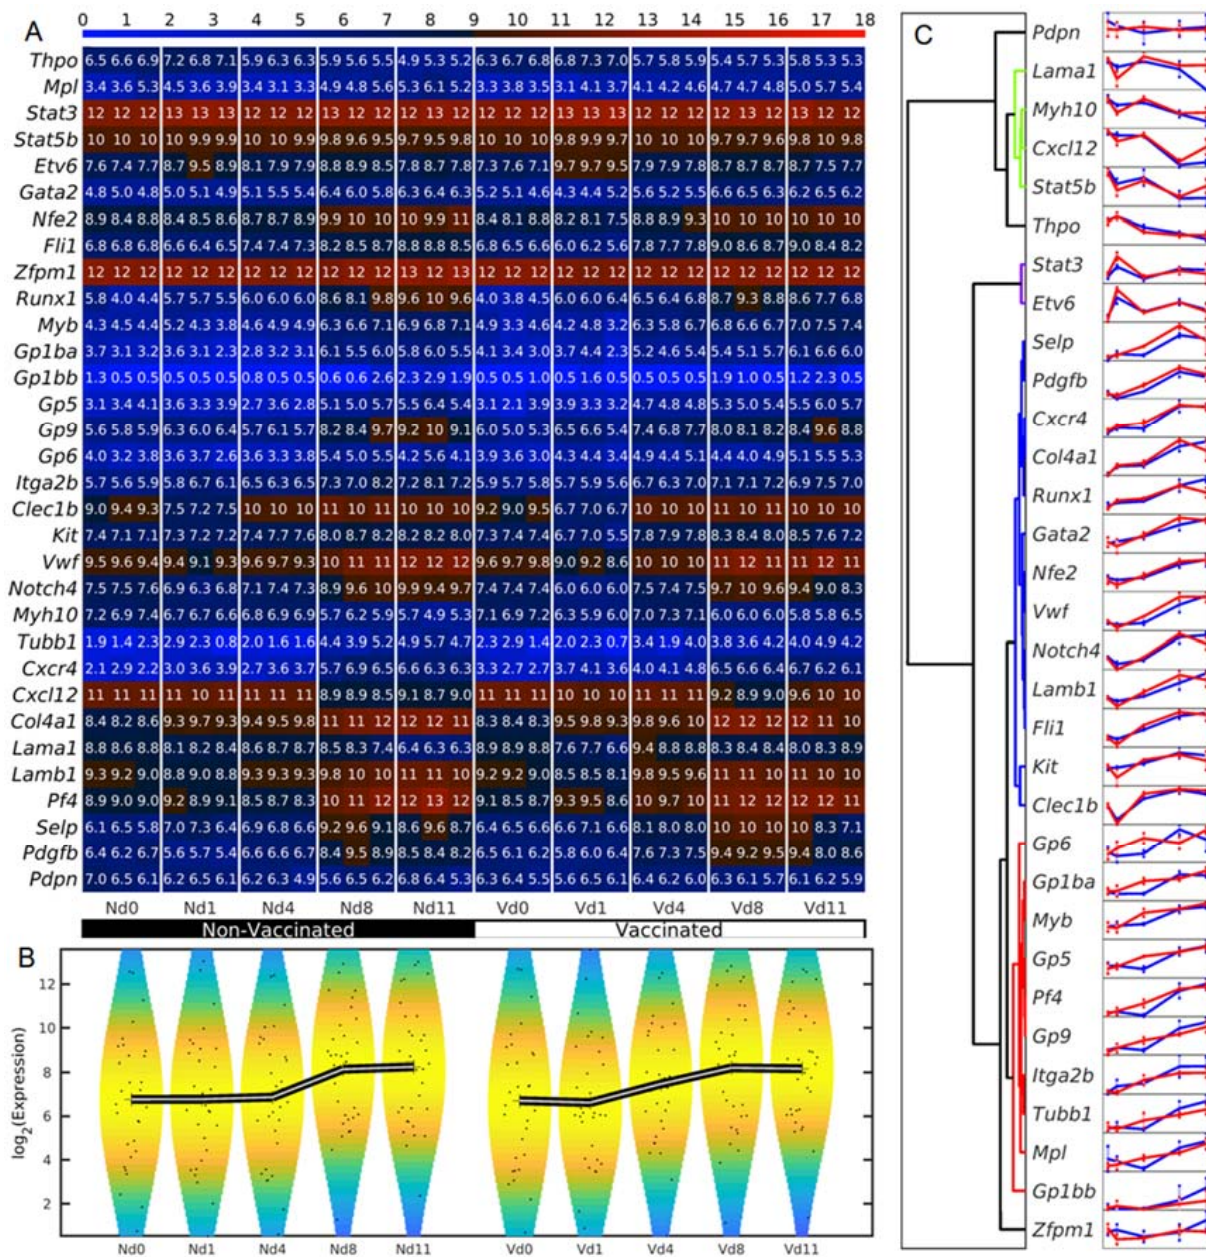 A
0 1 2 3 4 5 6 7 8 9 10 11 12 13 14 15 16 17 18
Thpo 6.5 6.6 6.9 7.2 6.8 7.1 5.9 6.3 6.3 5.9 5.6 5.5 4.9 5.3 5.2 6.3 6.7 6.8 6.8 7.3 7.0 5.7 5.8 5.9 5.4 5.7 5.3 5.8 5.3 5.3
Mpl 3.4 3.6 5.3 4.5 3.6 3.9 3.4 3.1 3.3 4.9 4.8 5.6 5.3 6.1 5.2 3.3 3.8 3.5 3.1 4.2 3.8 4.1 4.2 4.6 4.7 4.7 4.8 5.0 5.7 5.4
Stat3 12 12 12 13 13 13 12 12 12 12 12 12 12 12 12 12 12 12 13 13 13 12 12 12 12 13 12 13 12 12
Stat5b 10 10 10 10 9.9 9.9 10 10 9.9 9.8 9.6 9.5 9.7 9.5 9.8 10 10 10 9.8 9.9 9.7 10 10 10 9.7 9.7 9.6 9.8 10 9.8
Etv6 7.6 7.4 7.7 8.7 9.5 8.9 8.1 7.9 7.9 8.8 8.7 8.9 7.8 8.7 8.8 7.3 7.6 7.1 9.7 9.7 9.5 7.9 7.9 7.8 8.7 8.7 7.7 8.7 7.5 7.7
Gata2 4.8 5.0 4.8 5.0 5.1 4.9 5.1 5.5 5.4 6.4 6.0 5.8 6.3 6.4 6.3 5.2 5.1 4.6 4.3 4.4 5.2 5.6 5.2 5.5 6.6 6.5 6.3 6.2 6.5 6.2
Nfe2 8.9 8.4 8.8 8.4 8.5 8.6 8.7 8.7 8.9 9.9 10 10 10 9.9 11 8.4 8.1 8.8 8.2 8.1 7.5 8.8 8.9 9.3 10 10 10 10 10 10
Fli1 6.8 6.8 6.8 6.6 6.4 6.5 7.4 7.4 7.3 8.2 8.5 8.7 8.8 8.8 8.5 6.8 6.5 6.6 6.0 6.2 5.6 7.8 7.7 7.8 9.0 8.6 8.7 9.0 8.4 8.2
Zfpm1 12 12 12 12 12 12 12 12 12 12 12 12 13 12 13 12 12 12 12 12 12 12 12 12 12 12 12 12 12 12
Runx1 5.8 4.0 4.4 5.7 5.7 5.5 6.0 6.0 6.0 8.6 8.1 9.8 9.6 10 9.6 4.0 3.8 4.5 6.0 6.0 5.7 6.5 6.4 6.8 8.7 9.3 8.8 8.6 7.7 6.8
Myb 4.3 4.5 4.4 5.2 4.3 3.8 4.6 4.9 4.9 6.3 6.6 7.1 6.9 6.8 7.1 4.9 3.3 4.6 4.2 4.8 3.2 6.3 5.8 6.7 6.8 6.6 6.7 7.0 7.5 7.4
Gp1ba 3.7 3.1 3.2 3.6 3.1 2.3 2.8 3.2 3.1 6.1 5.5 6.0 5.8 6.0 5.5 4.1 3.4 3.0 3.7 4.4 2.3 5.2 4.6 5.4 5.4 5.1 5.7 6.1 6.6 6.0
Gp1bb 1.3 0.5 0.5 0.5 0.5 0.5 0.8 0.5 0.5 0.6 0.6 2.6 2.3 2.9 1.9 0.5 0.5 1.0 0.5 1.6 0.5 0.5 0.5 0.5 1.9 1.0 0.5 1.2 2.3 0.5
Gp5 3.1 3.4 4.1 3.6 3.3 3.9 2.7 3.6 2.8 5.1 5.0 5.7 5.5 6.4 5.4 3.3 2.1 3.9 3.9 3.3 3.2 4.7 4.8 4.8 5.3 5.0 5.4 5.5 6.0 5.7
Gp9 5.6 5.8 5.9 6.3 6.0 6.4 5.7 6.1 5.7 8.2 8.4 9.7 9.2 10 9.1 6.0 5.0 5.3 6.5 6.6 5.4 7.4 6.8 7.7 8.0 8.1 8.2 8.4 9.6 8.8
Gp6 4.0 3.2 3.8 3.6 3.7 2.6 3.6 3.3 3.8 5.4 5.0 5.5 4.2 5.6 4.1 3.9 3.6 3.0 4.3 4.4 3.4 4.9 4.5 5.1 4.4 4.0 4.9 5.1 5.5 5.3
Itga2b 5.2 5.7 5.9 5.8 6.7 6.1 6.5 6.3 6.5 7.3 7.0 8.2 7.2 8.1 7.2 5.9 5.7 5.8 5.7 5.9 5.6 6.7 6.5 6.7 7.1 7.1 7.2 6.9 7.5 7.0
Clec1b 9.0 9.4 9.3 7.5 7.2 7.5 10 10 10 11 10 11 10 10 10 9.2 9.0 9.5 6.7 7.0 6.7 10 10 10 11 10 11 10 10 10
Kit 7.4 7.1 7.1 7.3 7.2 7.2 7.4 7.7 7.6 8.0 8.7 8.2 8.2 8.2 8.0 7.3 7.4 7.4 6.7 7.0 5.5 7.8 7.9 7.8 8.3 8.0 8.4 8.5 7.6 7.2
Vwf 9.5 9.6 9.4 9.4 9.1 9.3 9.6 9.7 9.3 10 11 11 12 12 12 9.6 9.7 9.8 9.0 9.2 8.6 10 10 10 11 12 11 11 12 11
Notch4 7.5 7.5 7.6 6.9 6.3 6.8 7.1 7.4 7.3 8.9 9.6 10 9.9 9.4 9.7 7.4 7.4 7.4 6.0 7.2 6.0 7.5 7.4 7.5 9.7 10 9.6 9.4 9.0 8.3
Myh10 7.2 6.9 7.4 6.7 6.7 6.6 6.8 6.9 6.9 5.7 6.2 5.9 5.7 4.9 5.3 7.1 6.9 7.2 6.3 5.9 6.0 7.0 7.3 7.1 6.0 6.0 6.0 5.8 5.8 6.5
Tubb1 1.9 1.4 2.3 2.9 2.3 0.8 2.0 1.6 1.6 4.4 3.9 5.2 4.9 5.7 4.7 2.3 2.9 1.4 2.0 2.3 0.7 3.4 1.9 4.0 3.8 3.6 4.2 4.0 4.9 4.2
Cxcr4 2.1 2.9 2.2 3.0 3.6 3.9 2.7 3.6 3.7 5.7 6.9 6.5 6.6 6.3 6.3 3.3 2.7 2.7 3.7 4.1 3.6 4.0 4.1 4.8 6.5 6.6 6.4 6.7 6.2 6.1
Cxcl12 11 11 11 11 10 11 11 11 11 8.9 8.9 8.5 9.1 8.7 9.0 11 11 11 10 10 10 11 11 11 9.2 8.9 9.0 9.6 10 10
Col4a1 8.4 8.2 8.6 9.3 9.7 9.3 9.4 9.5 9.8 11 11 12 12 12 11 8.3 8.4 8.3 9.5 9.8 9.3 9.8 9.6 10 12 12 12 12 11 10
Lama1 8.8 8.6 8.8 8.1 8.2 8.4 8.6 8.7 8.7 8.5 8.3 7.4 6.4 6.3 6.3 8.9 8.9 8.8 7.6 7.7 6.6 9.4 8.8 8.8 8.3 8.4 8.4 8.0 8.3 8.9
Lamb1 9.3 9.2 9.0 8.8 9.0 8.8 9.3 9.3 9.3 9.8 10 10 11 11 10 9.2 9.2 9.0 8.5 8.5 8.1 9.8 9.5 9.6 11 10 10 11 10 10
Pf4 8.9 9.0 9.0 9.2 8.9 9.1 8.5 8.7 8.3 10 11 12 12 13 12 9.1 8.5 8.7 9.3 9.5 8.6 10 9.7 10 11 12 12 12 12 11
Selp 6.1 6.5 5.8 7.0 7.3 6.4 6.9 6.8 6.6 9.2 9.6 9.1 8.6 9.6 8.7 6.4 6.5 6.6 6.6 7.1 6.6 8.1 8.0 8.0 10 10 10 10 8.3 7.1
Pdgfb 6.4 6.2 6.7 5.6 5.7 5.4 6.6 6.6 6.7 8.4 9.5 8.9 8.5 8.4 8.2 6.5 6.1 6.2 5.8 6.0 6.4 7.6 7.3 7.5 9.4 9.2 9.5 9.4 8.0 8.6
Pdpn 7.0 6.5 6.1 6.2 6.5 6.1 6.2 6.3 4.9 5.6 6.5 6.2 6.8 6.4 5.3 6.3 6.4 5.5 5.6 6.5 6.1 6.4 6.2 6.0 6.3 6.1 5.7 6.1 6.2 5.9
Nd0 Nd1 Nd4 Nd8 Nd11 Vd0 Vd1 Vd4 Vd8 Vd11
Non-Vaccinated Vaccinated
B
log2(Expression)
12
10
8
6
4
2
Nd0 Nd1 Nd4 Nd8 Nd11 Vd0 Vd1 Vd4 Vd8 Vd11
C
Pdpn
Lama1
Myh10
Cxcl12
Stat5b
Thpo
Stat3
Etv6
Selp
Pdgfb
Cxcr4
Col4a1
Runx1
Gata2
Nfe2
Vwf
Notch4
Lamb1
Fli1
Kit
Clec1b
Gp6
Gp1ba
Myb
Gp5
Pf4
Gp9
Itga2b
Tubb1
Mpl
Gp1bb
Zfpm1